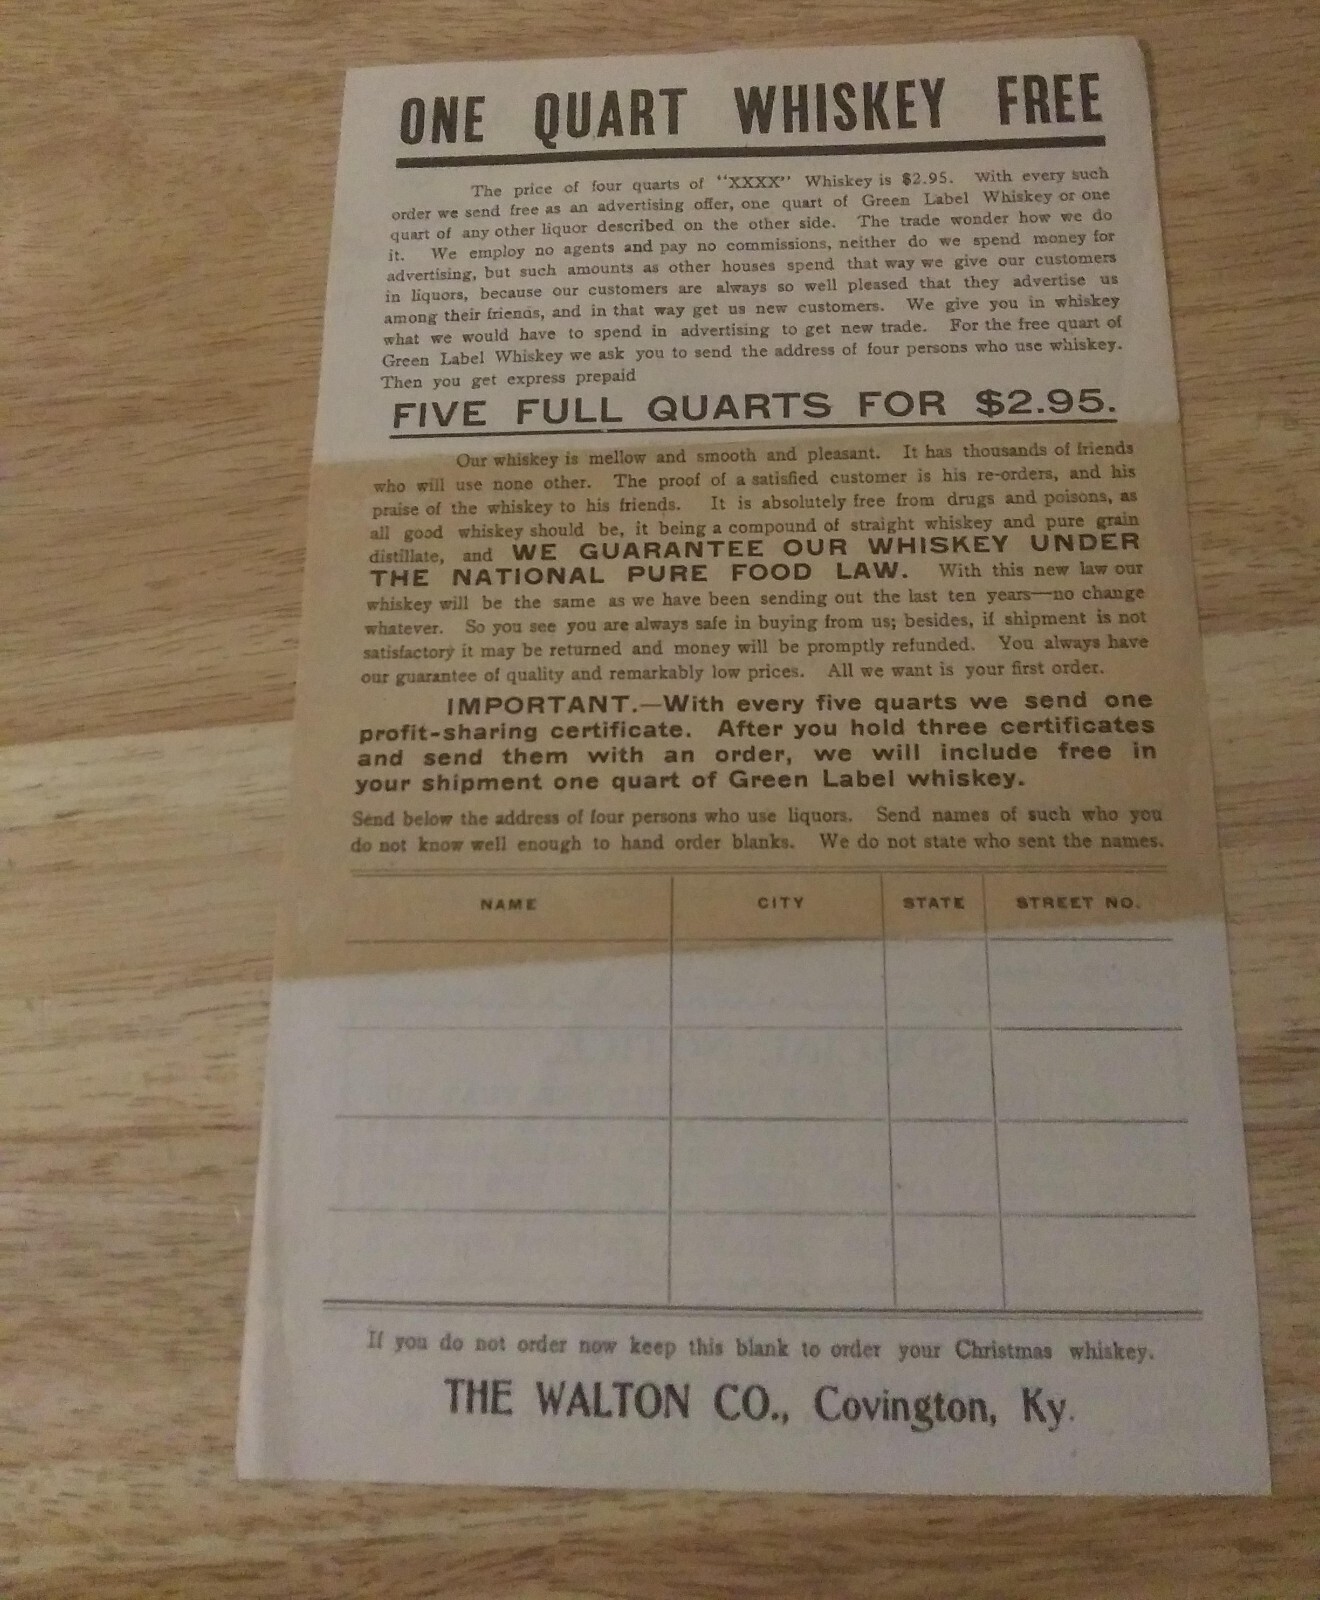 ONE QUART WHISKEY FREE
The price of four quarts of "XXXX" Whiskey is $2.95. With every such
order we send free as an advertising offer, one quart of Green Label Whiskey or one
quart of any other liquor described on the other side. The trade wonder how we do
it. We employ no agents and pay no commissions, neither do we spend money for
advertising, but such amounts as other houses spend that way we give our customers
in liquors, because our customers are always so well pleased that they advertise us
among their friends, and in that way get us new customers. We give you in whiskey
what we would have to spend in advertising to get new trade. For the free quart of
Green Label Whiskey we ask you to send the address of four persons who use whiskey.
Then you get express prepaid
FIVE FULL QUARTS FOR $2.95.
Our whiskey is mellow and smooth and pleasant. It has thousands of friends
who will use none other. The proof of a satisfied customer is his re-orders, and his
praise of the whiskey to his friends. It is absolutely free from drugs and poisons, as
all good whiskey should be, it being a compound of straight whiskey and pure grain
distillate, and WE GUARANTEE OUR WHISKEY UNDER
THE NATIONAL PURE FOOD LAW. With this new law our
whiskey will be the same as we have been sending out the last ten years—no change
whatever. So you see you are always safe in buying from us; besides, if shipment is not
satisfactory it may be returned and money will be promptly refunded. You always have
our guarantee of quality and remarkably low prices. All we want is your first order.
IMPORTANT.—With every five quarts we send one
profit-sharing certificate. After you hold three certificates
and send them with an order, we will include free in
your shipment one quart of Green Label whiskey.
Send below the address of four persons who use liquors. Send names of such who you
do not know well enough to hand order blanks. We do not state who sent the names.
NAME CITY STATE STREET NO.
If you do not order now keep this blank to order your Christmas whiskey.
THE WALTON CO., Covington, Ky.